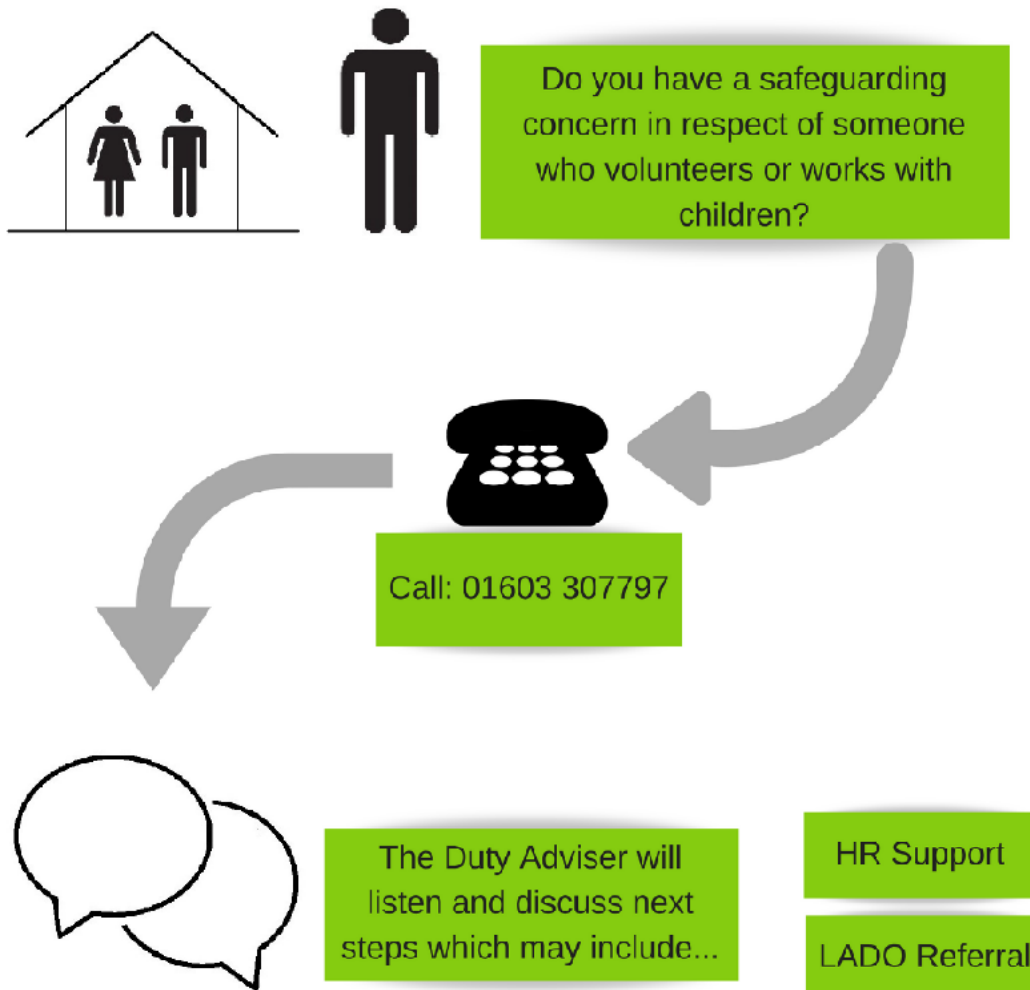 Do you have a safeguarding
concern in respect of someone
who volunteers or works with
children?
Call: 01603 307797
The Duty Adviser will
listen and discuss next
steps which may include...
HR Support
LADO Referral